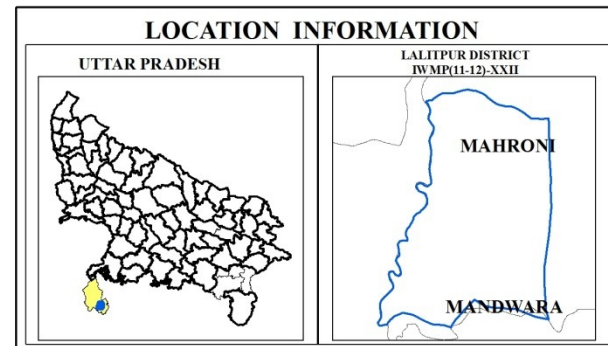 LOCATION INFORMATION
UTTAR PRADESH
LALITPUR DISTRICT
IWMP(11-12)-XXII
MAHRONI
MANDWARA